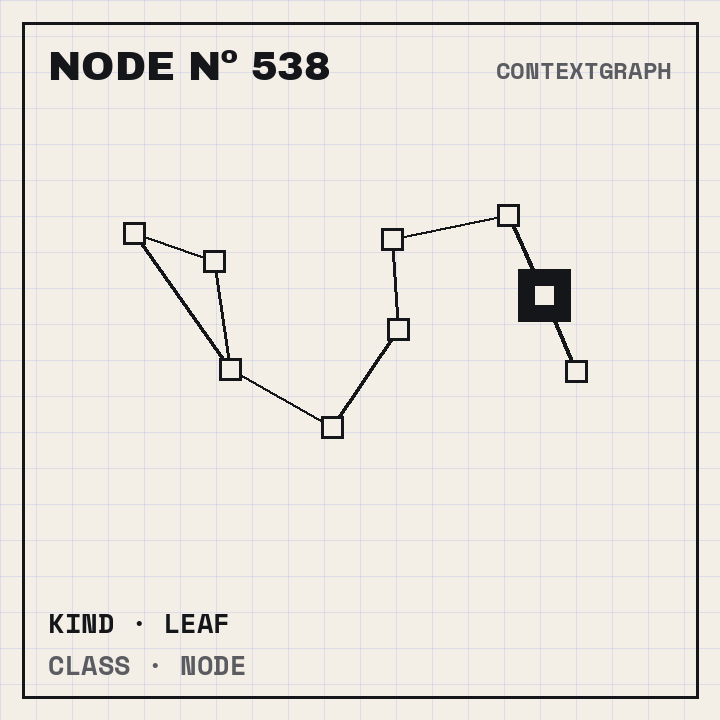 NODE Nº 538
CONTEXTGRAPH
KIND · LEAF
CLASS · NODE